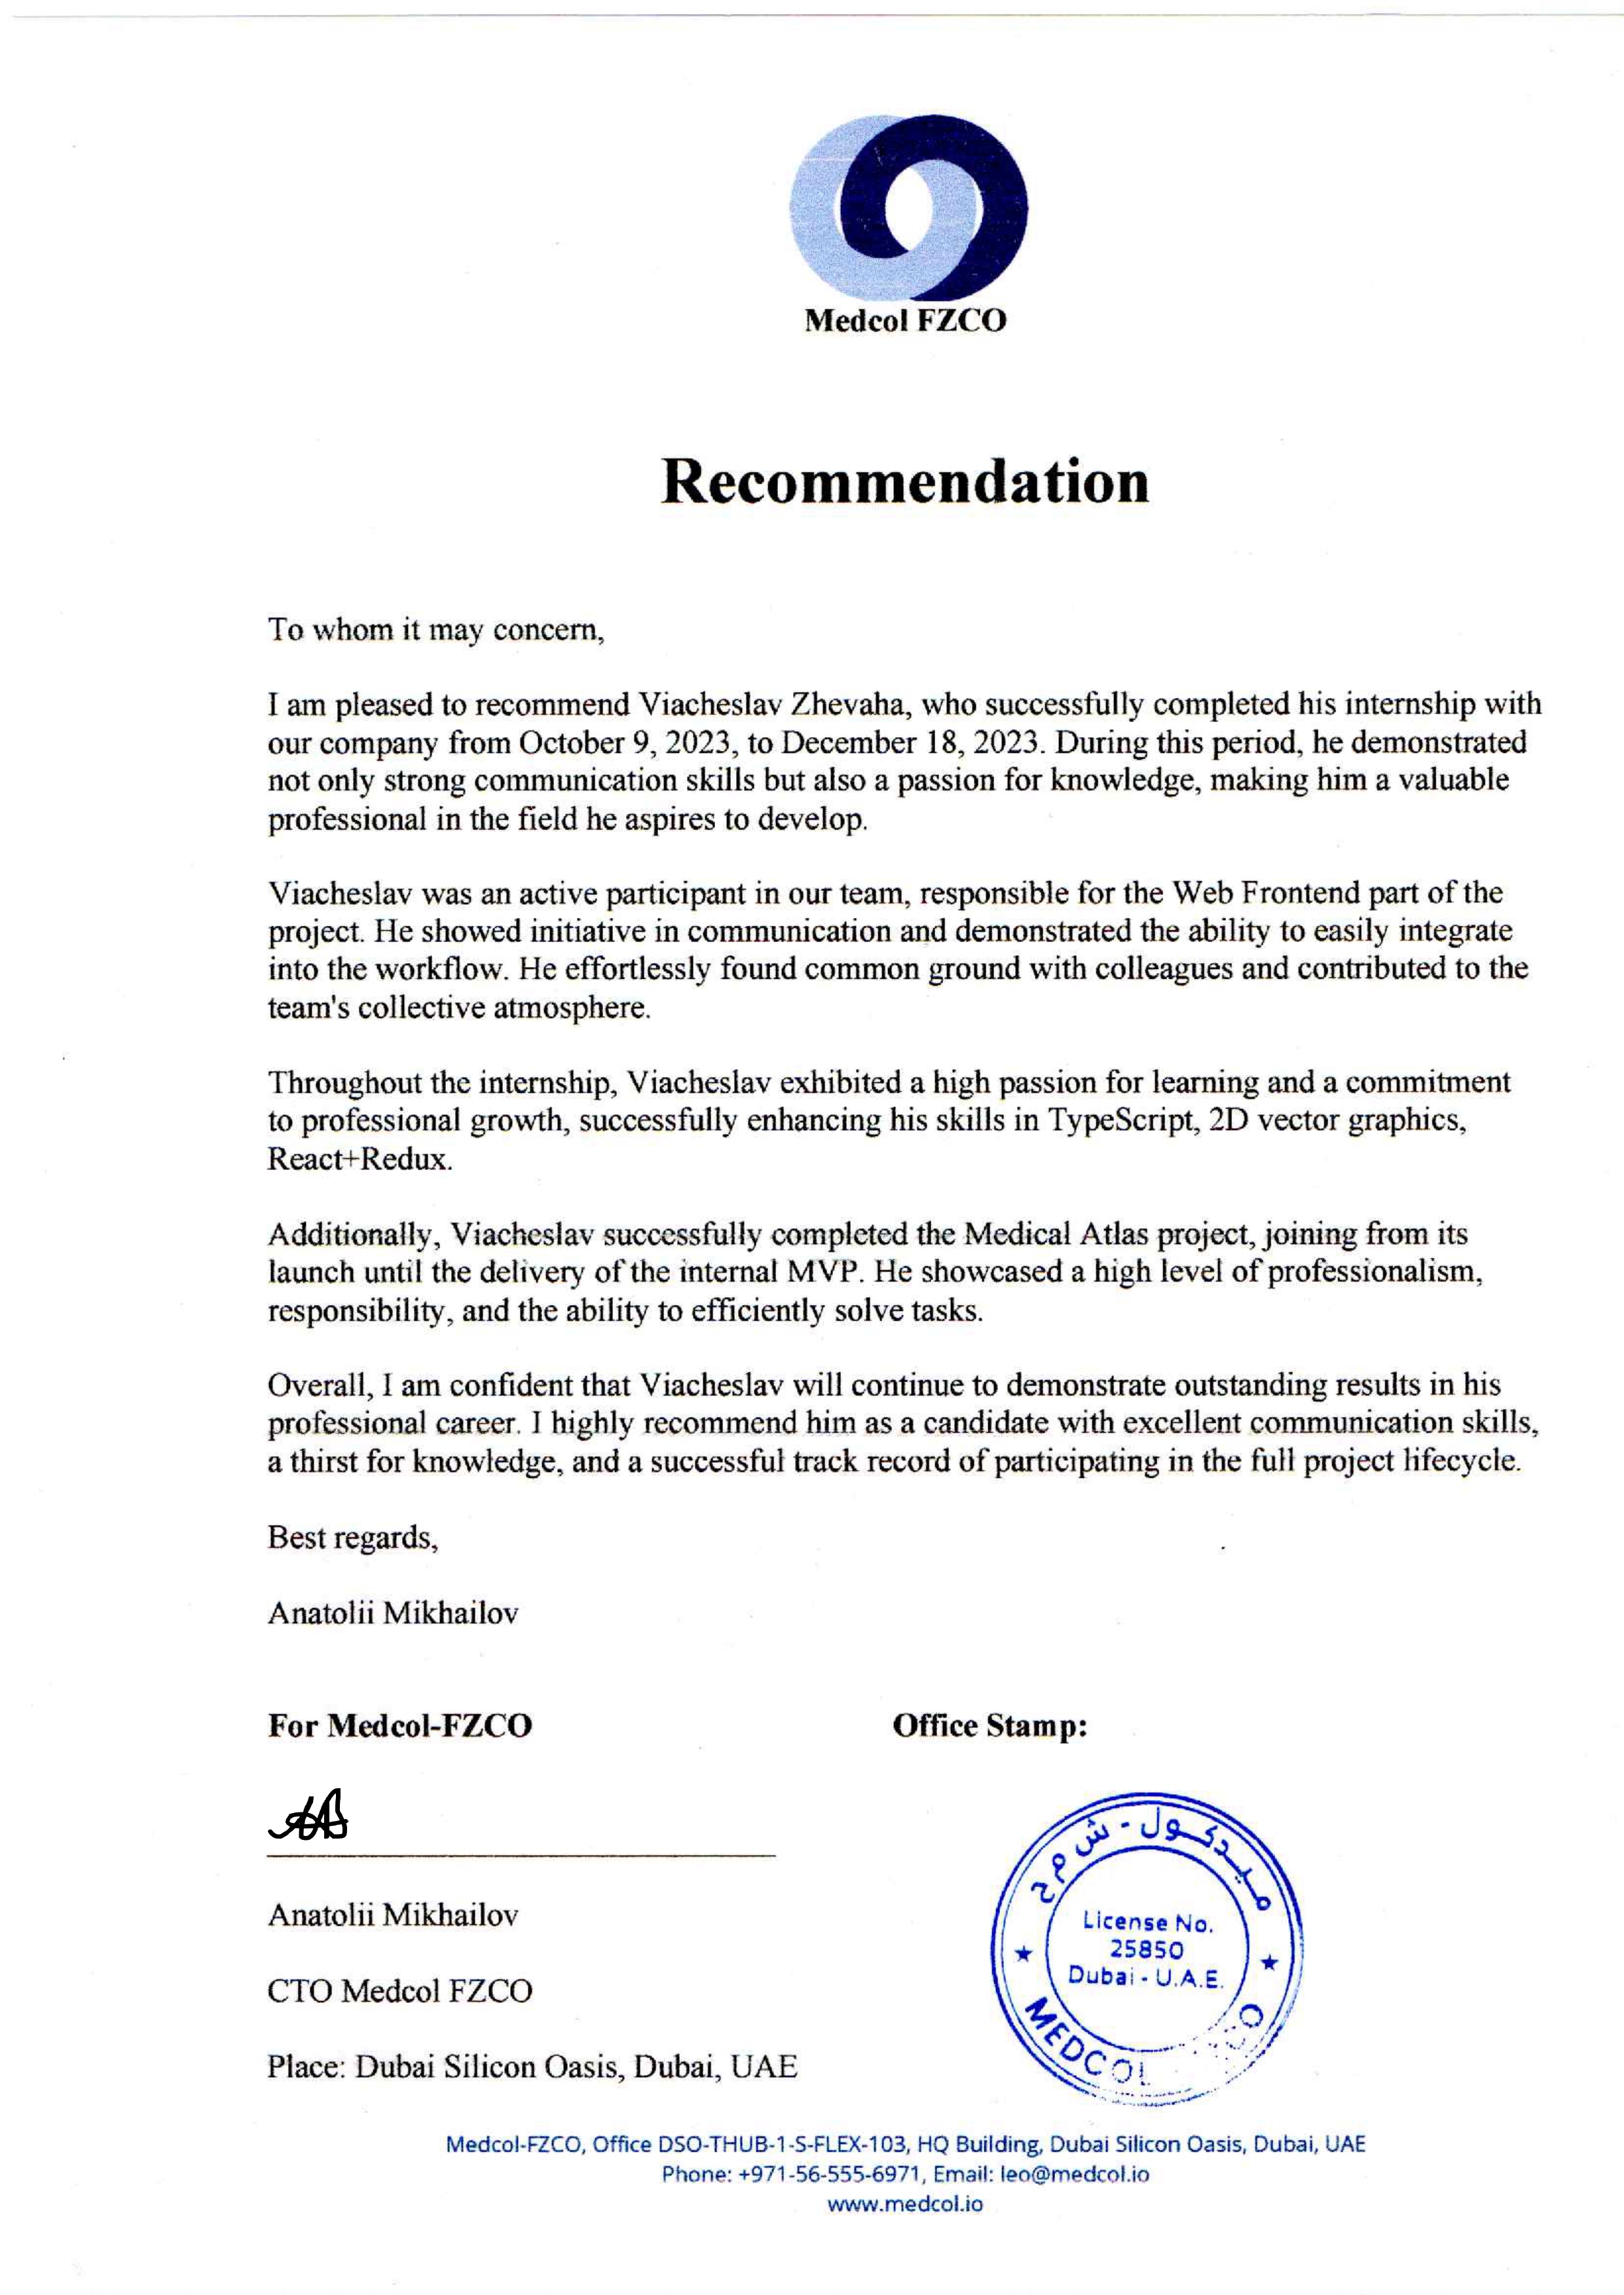 Medcol FZCO
Recommendation
To whom it may concern,
I am pleased to recommend Viacheslav Zhevaha, who successfully completed his internship with
our company from October 9, 2023, to December 18, 2023. During this period, he demonstrated
not only strong communication skills but also a passion for knowledge, making him a valuable
professional in the field he aspires to develop.
Viacheslav was an active participant in our team, responsible for the Web Frontend part of the
project. He showed initiative in communication and demonstrated the ability to easily integrate
into the workflow. He effortlessly found common ground with colleagues and contributed to the
team's collective atmosphere.
Throughout the internship, Viacheslav exhibited a high passion for learning and a commitment
to professional growth, successfully enhancing his skills in TypeScript, 2D vector graphics,
React+Redux.
Additionally, Viacheslav successfully completed the Medical Atlas project, joining from its
launch until the delivery of the internal MVP. He showcased a high level of professionalism,
responsibility, and the ability to efficiently solve tasks.
Overall, I am confident that Viacheslav will continue to demonstrate outstanding results in his
professional career. I highly recommend him as a candidate with excellent communication skills,
a thirst for knowledge, and a successful track record of participating in the full project lifecycle.
Best regards,
Anatolii Mikhailov
For Medcol-FZCO
Office Stamp:
ميدكول - ش م ح
License No.
25850
Dubai - U.A.E.
MEDCOL
Anatolii Mikhailov
CTO Medcol FZCO
Place: Dubai Silicon Oasis, Dubai, UAE
Medcol-FZCO, Office DSO-THUB-1-S-FLEX-103, HQ Building, Dubai Silicon Oasis, Dubai, UAE
Phone: +971-56-555-6971, Email: leo@medcol.io
www.medcol.io